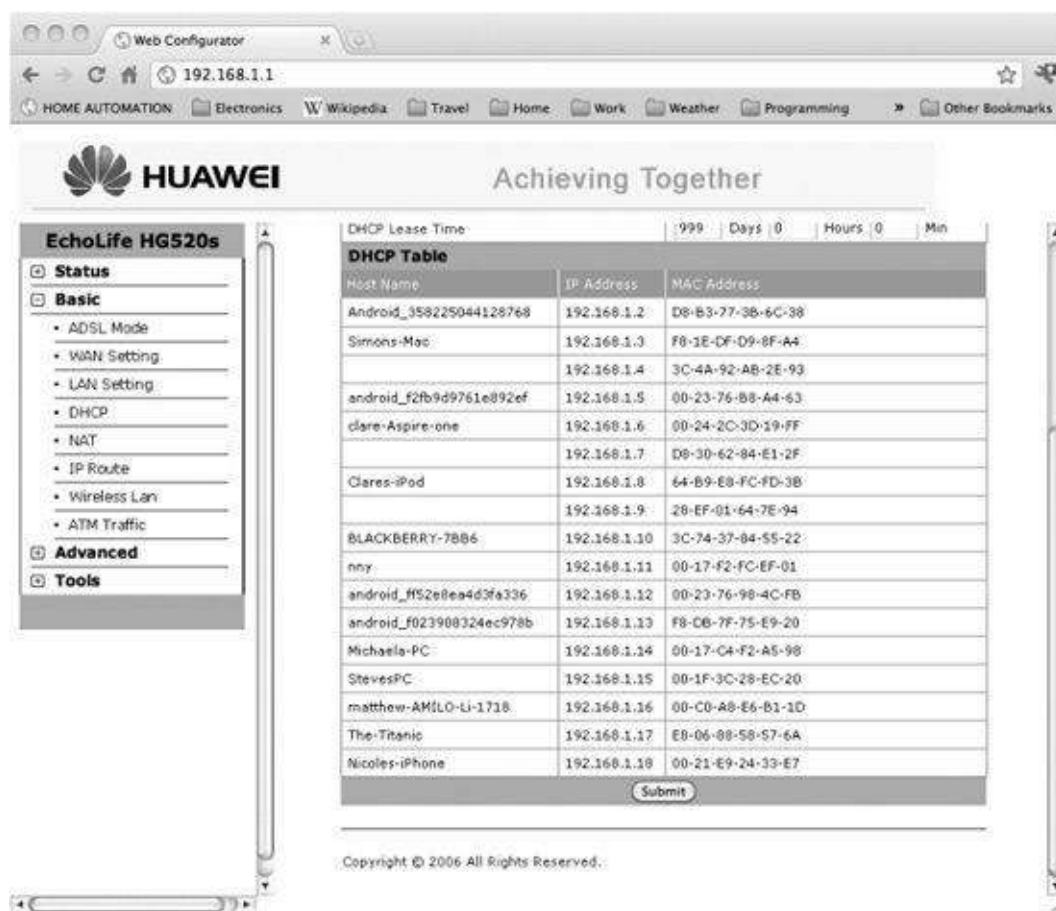 Web Configurator
192.168.1.1
HOME AUTOMATION Electronics W Wikipedia Travel Home Work Weather Programming » Other Bookmarks
HUAWEI Achieving Together
EchoLife HG520s
Status
Basic
ADSL Mode
WAN Setting
LAN Setting
DHCP
NAT
IP Route
Wireless Lan
ATM Traffic
Advanced
Tools
DHCP Lease Time 999 Days 0 Hours 0 Min
DHCP Table
Host Name IP Address MAC Address
Android_358225044128768 192.168.1.2 D8-B3-77-3B-6C-38
Simons-Mac 192.168.1.3 F8-1E-DF-D9-8F-A4
192.168.1.4 3C-4A-92-AB-2E-93
android_f2fb9d9761e892ef 192.168.1.5 00-23-76-B8-A4-63
clare-Aspire-one 192.168.1.6 00-24-2C-3D-19-FF
192.168.1.7 D8-30-62-84-E1-2F
Clares-iPod 192.168.1.8 64-B9-E8-FC-FD-3B
192.168.1.9 28-EF-01-64-7E-94
BLACKBERRY-7BB6 192.168.1.10 3C-74-37-84-55-22
nny 192.168.1.11 00-17-F2-FC-EF-01
android_ff52e8ea4d3fa336 192.168.1.12 00-23-76-98-4C-FB
android_f023908324ec978b 192.168.1.13 F8-DB-7F-75-E9-20
Michaela-PC 192.168.1.14 00-17-C4-F2-A5-98
StevesPC 192.168.1.15 00-1F-3C-28-EC-20
matthew-AMILO-Li-1718 192.168.1.16 00-C0-A8-E6-B1-1D
The-Titanic 192.168.1.17 E8-06-88-58-57-6A
Nicoles-iPhone 192.168.1.18 00-21-E9-24-33-E7
Submit
Copyright © 2006 All Rights Reserved.